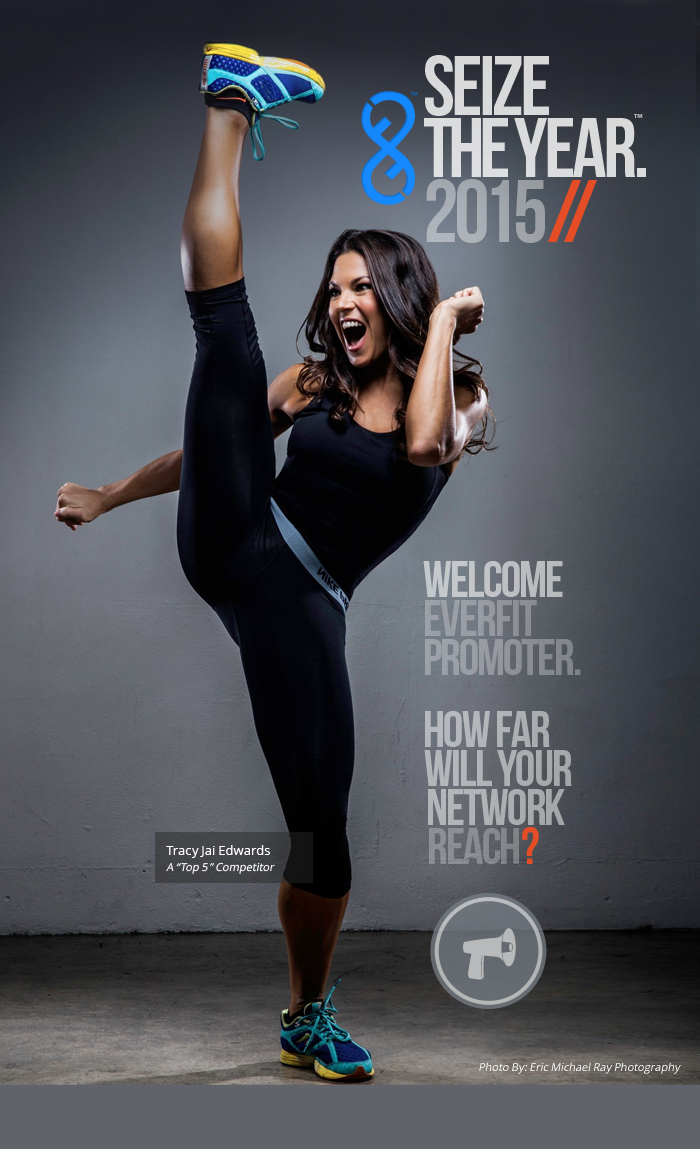 SEIZE
THE YEAR.™
2015//
WELCOME
EVERFIT
PROMOTER.
HOW FAR
WILL YOUR
NETWORK
REACH?
Tracy Jai Edwards
A “Top 5” Competitor
Photo By: Eric Michael Ray Photography